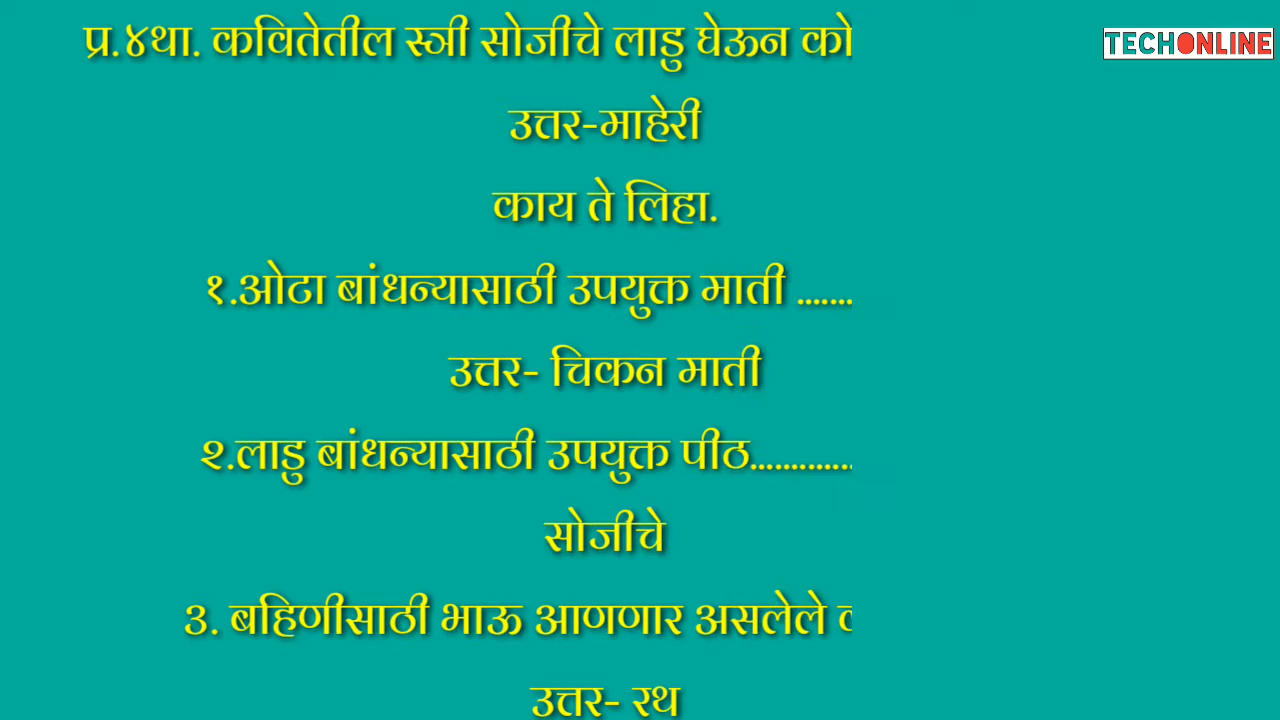 प्र.४था. कवितेतील स्त्री सोजीचे लाडु घेऊन को
TECHONLINE
उत्तर-माहेरी
काय ते लिहा.
१.ओटा बांधन्यासाठी उपयुक्त माती .......
उत्तर- चिकन माती
२.लाडु बांधन्यासाठी उपयुक्त पीठ.............
सोजीचे
३. बहिणीसाठी भाऊ आणणार असलेले
उत्तर- रथ